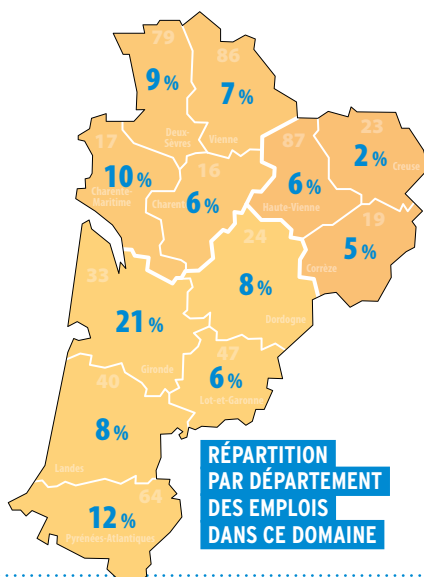 79
9 %
Deux-
Sèvres
86
7 %
Vienne
17
10 %
Charente-
Maritime
16
6 %
Charente
87
6 %
Haute-Vienne
23
2 %
Creuse
19
5 %
Corrèze
24
8 %
Dordogne
33
21 %
Gironde
47
6 %
Lot-et-Garonne
40
8 %
Landes
64
12 %
Pyrénées-Atlantiques
RÉPARTITION
PAR DÉPARTEMENT
DES EMPLOIS
DANS CE DOMAINE